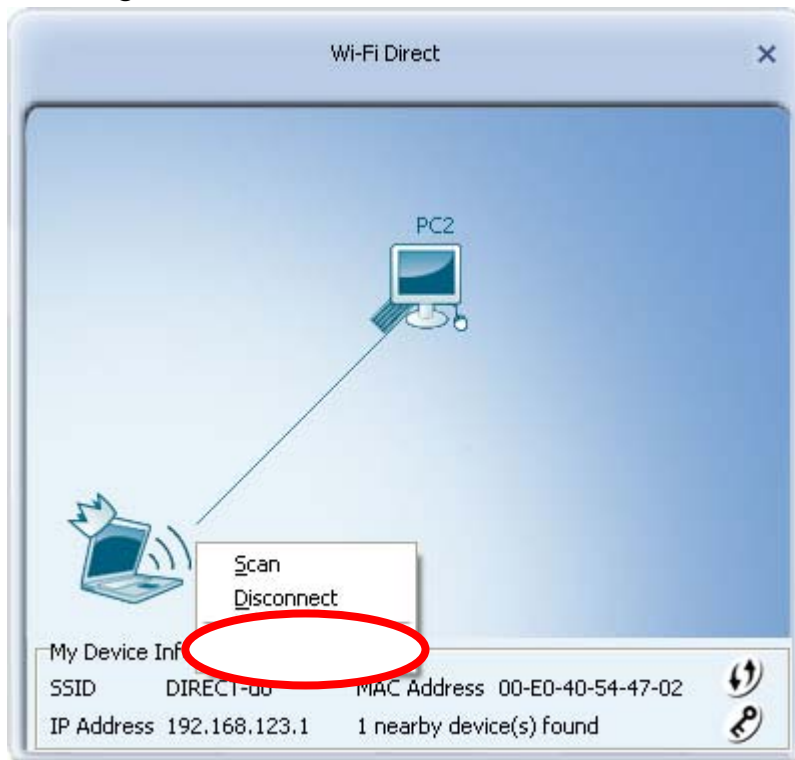 Wi-Fi Direct
PC2
Scan
Disconnect
My Device
SSID
MAC Address 00-E0-40-54-47-02
IP Address 192.168.123.1 1 nearby device(s) found